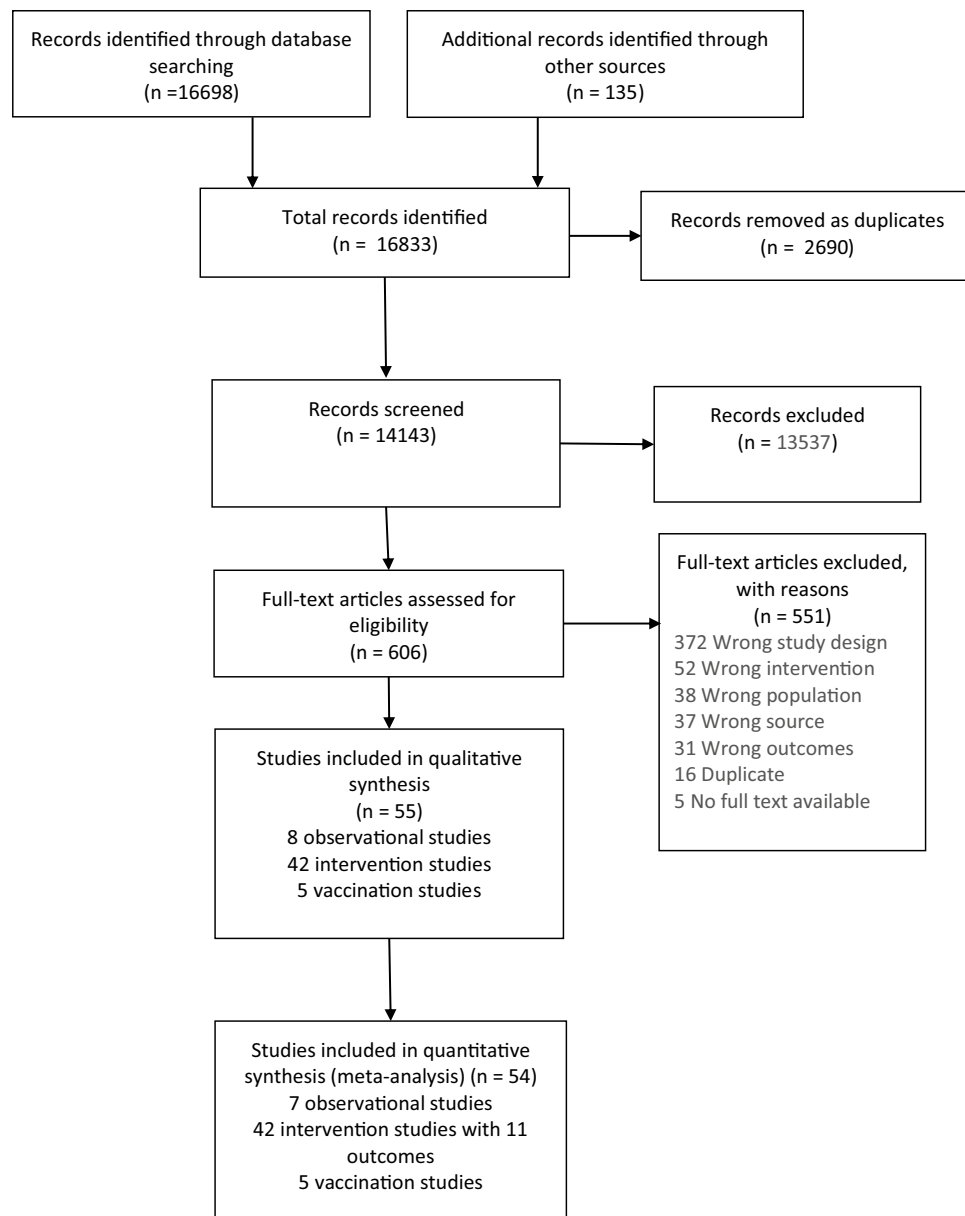 Records identified through database
searching
(n =16698)
Additional records identified through
other sources
(n = 135)
Total records identified
(n = 16833)
Records removed as duplicates
(n = 2690)
Records screened
(n = 14143)
Records excluded
(n = 13537)
Full-text articles assessed for
eligibility
(n = 606)
Full-text articles excluded,
with reasons
(n = 551)
372 Wrong study design
52 Wrong intervention
38 Wrong population
37 Wrong source
31 Wrong outcomes
16 Duplicate
5 No full text available
Studies included in qualitative
synthesis
(n = 55)
8 observational studies
42 intervention studies
5 vaccination studies
Studies included in quantitative
synthesis (meta-analysis) (n = 54)
7 observational studies
42 intervention studies with 11
outcomes
5 vaccination studies